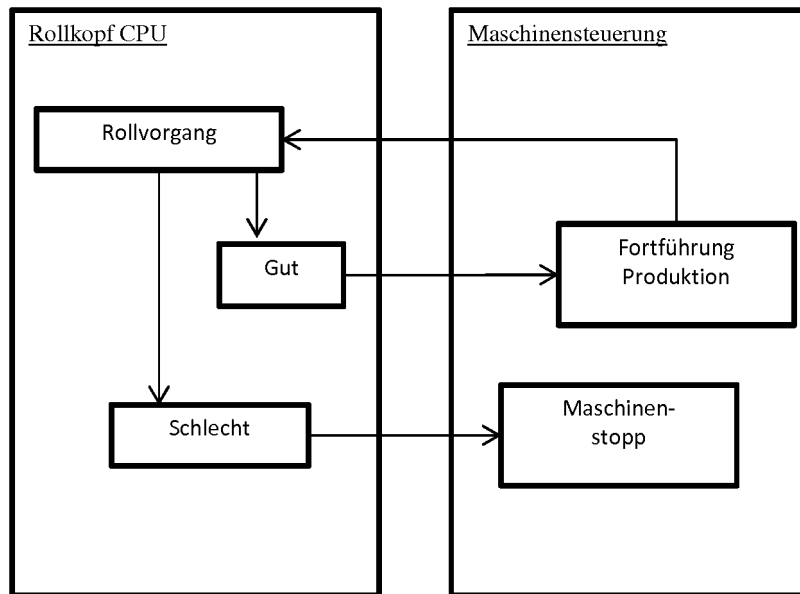 Rollkopf CPU
Maschinensteuerung
Rollvorgang
Gut
Fortführung
Produktion
Schlecht
Maschinen-
stopp